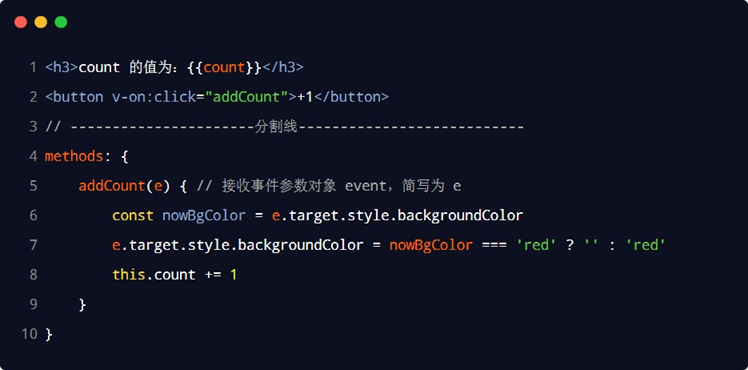 1 <h3>count 的值为：{{count}}</h3>
2 <button v-on:click="addCount">+1</button>
3 // ----------------------分割线---------------------------
4 methods: {
5     addCount(e) { // 接收事件参数对象 event，简写为 e
6         const nowBgColor = e.target.style.backgroundColor
7         e.target.style.backgroundColor = nowBgColor === 'red' ? '' : 'red'
8         this.count += 1
9     }
10 }